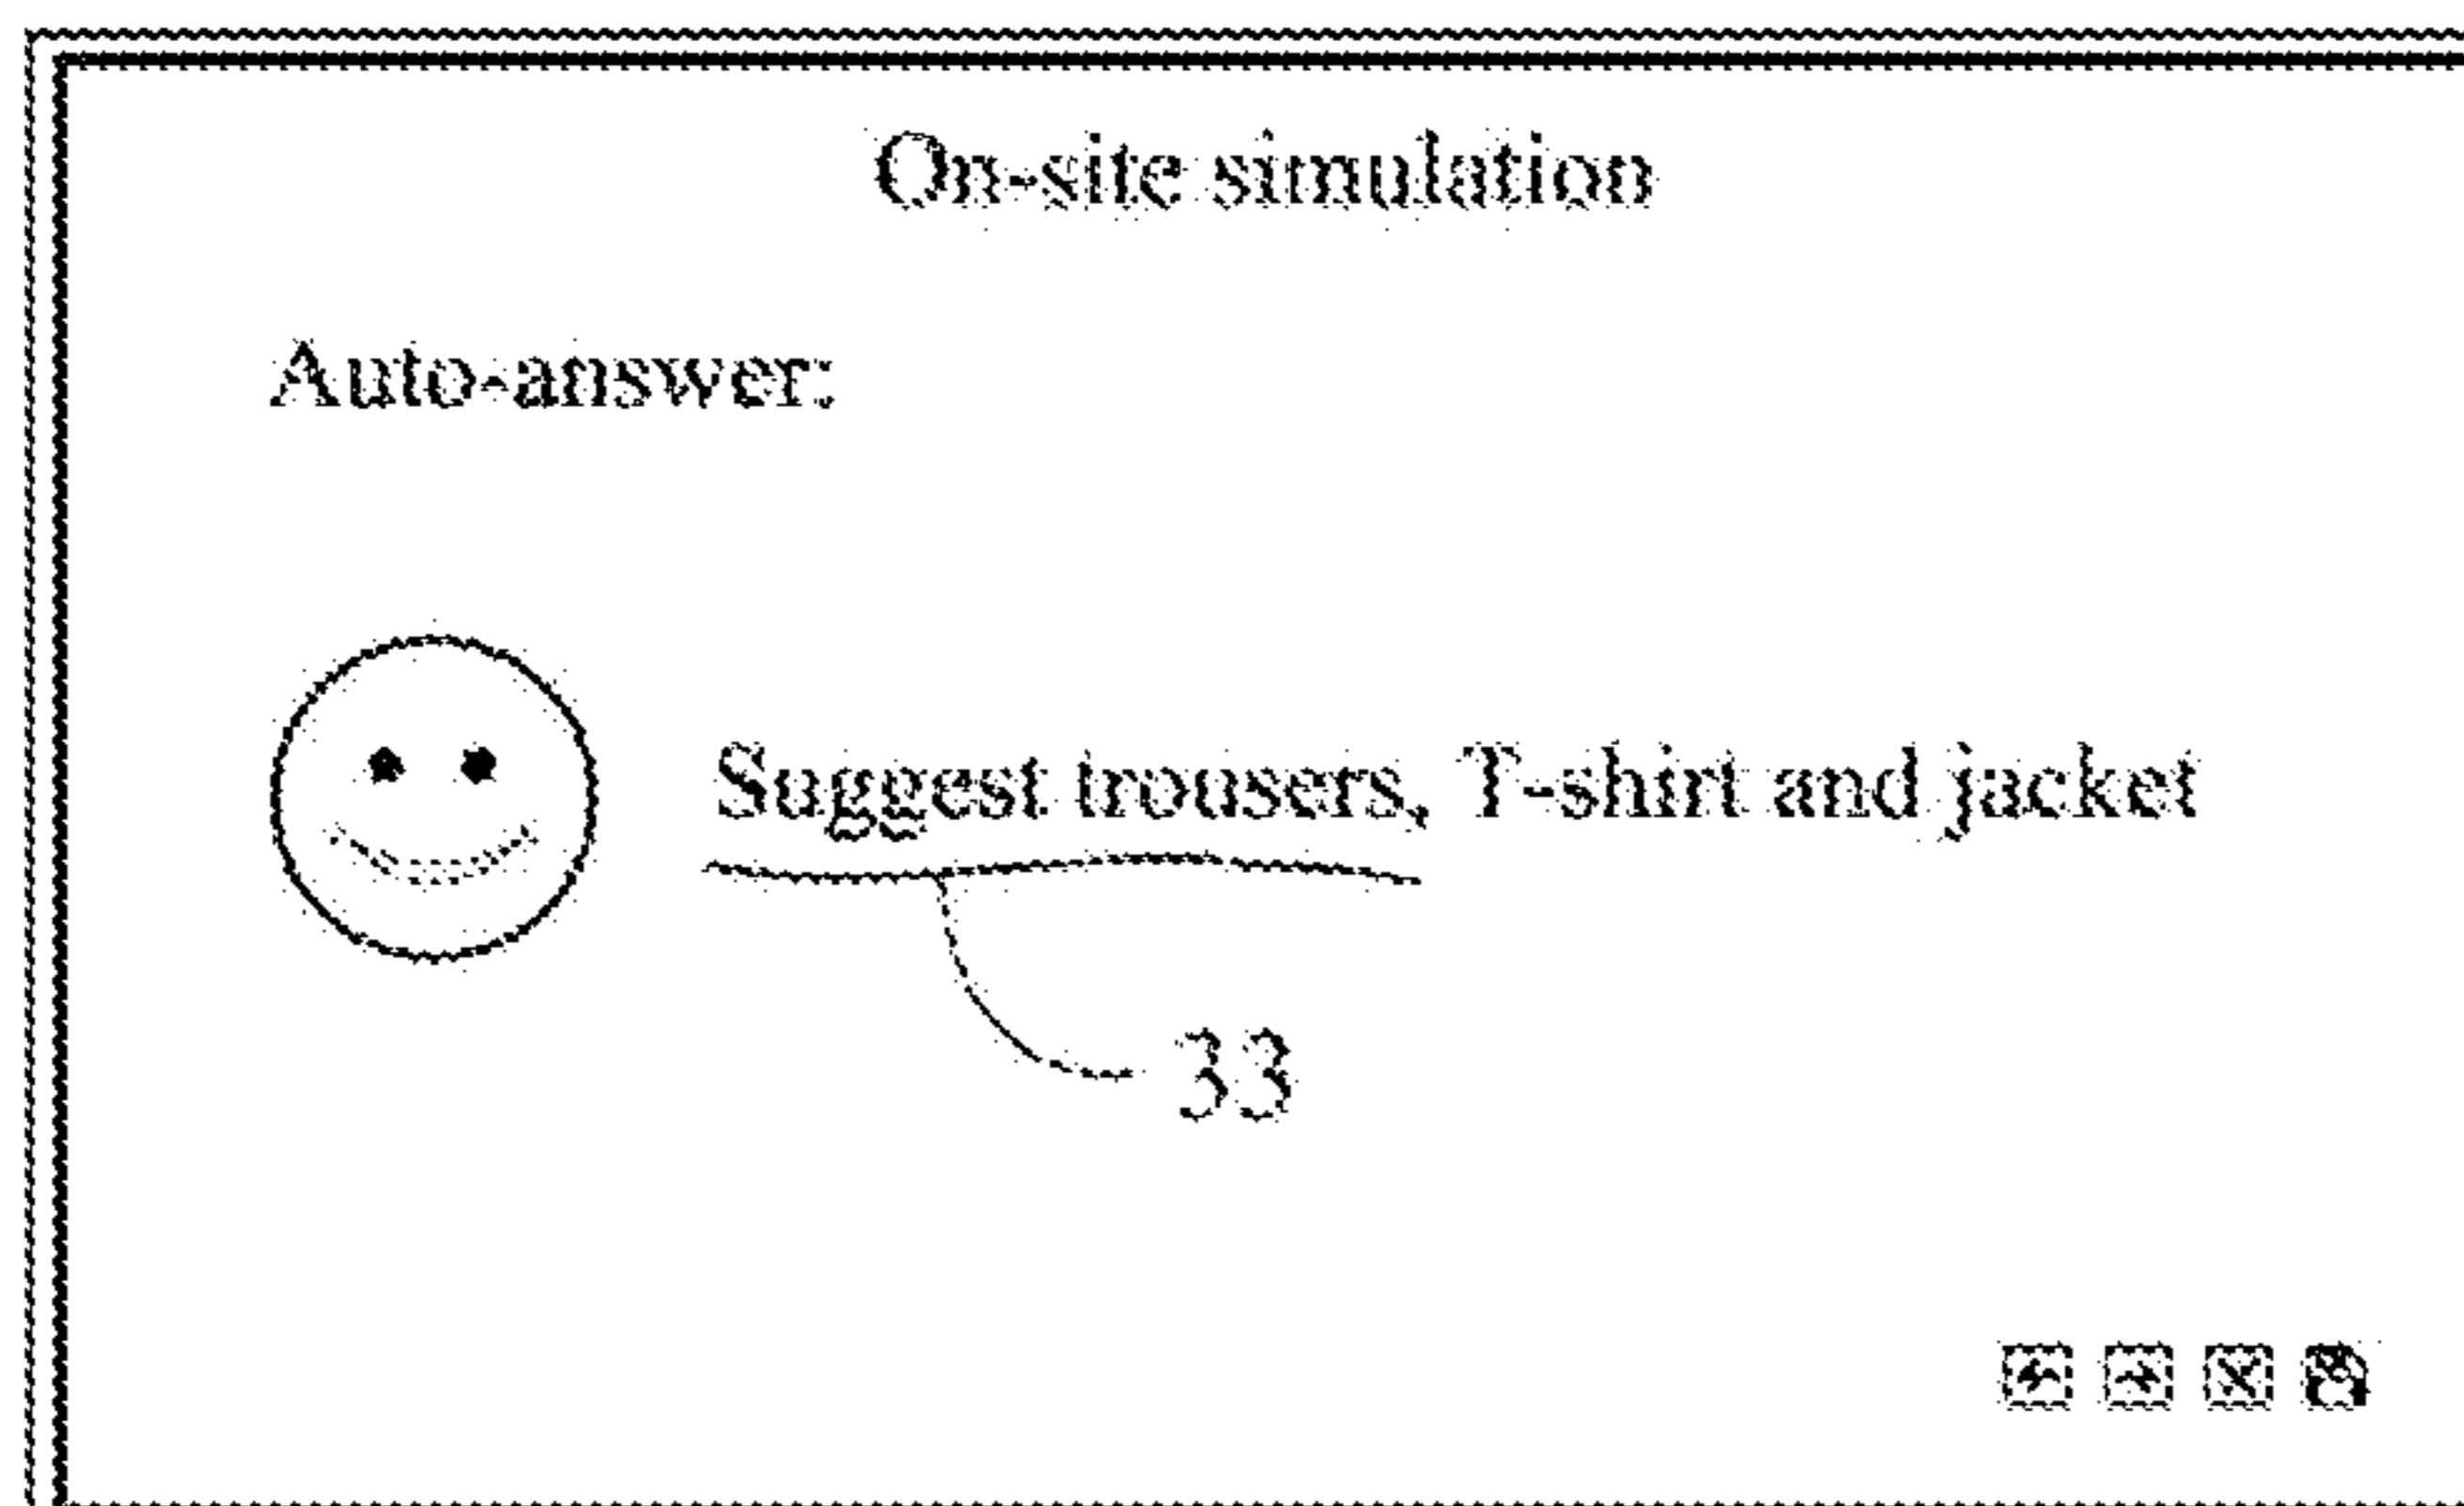 On-site simulation
Auto-answer:
Suggest trousers, T-shirt and jacket
33